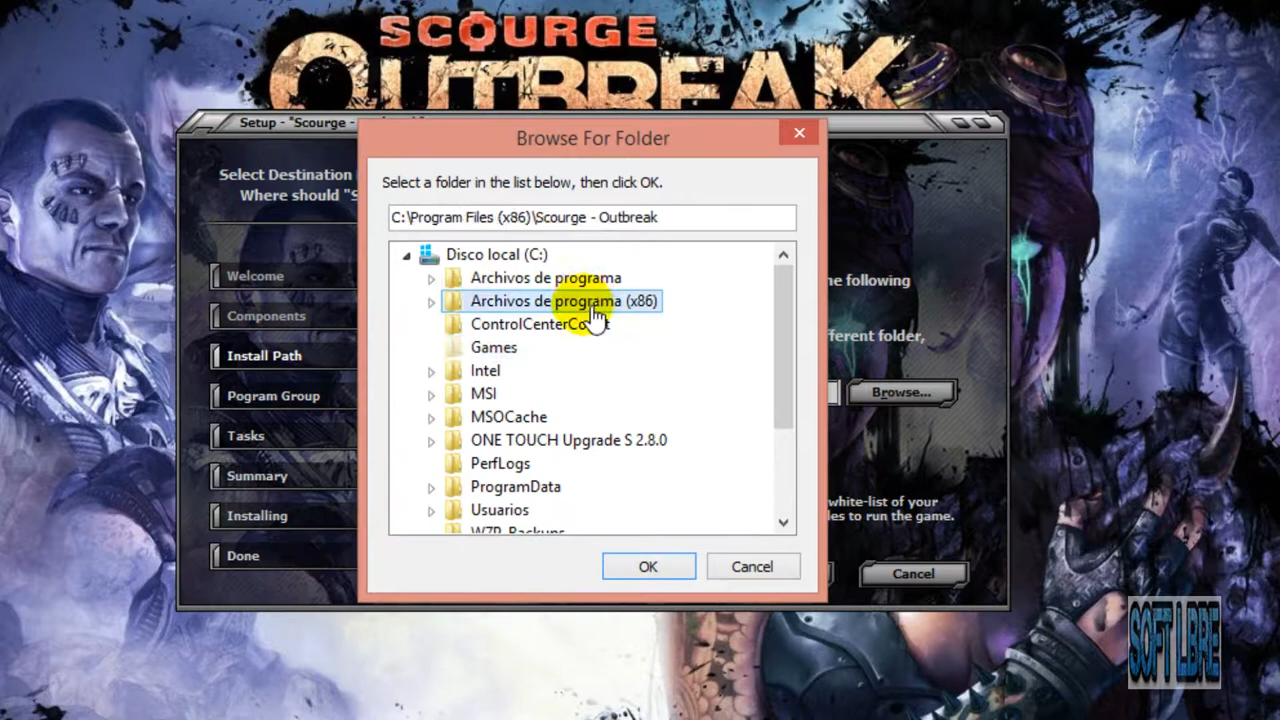 SCOURGE
OUTBREAK
Setup - "Scourge -
Browse For Folder
Select Destination
Where should "S
Select a folder in the list below, then click OK.
C:\Program Files (x86)\Scourge - Outbreak
Disco local (C:)
Archivos de programa
Archivos de programa (x86)
ControlCenterCo t
Games
Intel
MSI
MSOCache
ONE TOUCH Upgrade S 2.8.0
PerfLogs
ProgramData
Usuarios
W7P_Backups
OK
Cancel
Welcome
Components
Install Path
Pogram Group
Tasks
Summary
Installing
Done
he following
ifferent folder,
Browse...
white-list of your
les to run the game.
Cancel
SOFT LIBRE